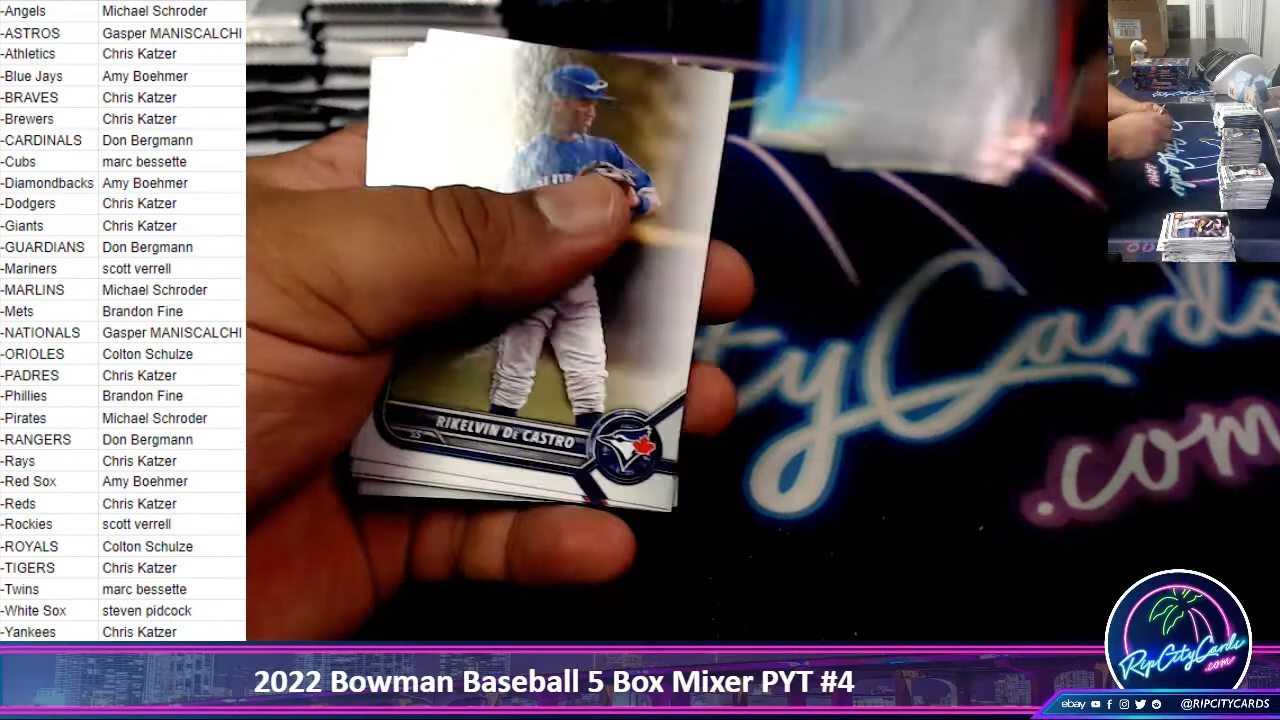 -Angels Michael Schroder
-ASTROS Gasper MANISCALCHI
-Athletics Chris Katzer
-Blue Jays Amy Boehmer
-BRAVES Chris Katzer
-Brewers Chris Katzer
-CARDINALS Don Bergmann
-Cubs marc bessette
-Diamondbacks Amy Boehmer
-Dodgers Chris Katzer
-Giants Chris Katzer
-GUARDIANS Don Bergmann
-Mariners scott verrell
-MARLINS Michael Schroder
-Mets Brandon Fine
-NATIONALS Gasper MANISCALCHI
-ORIOLES Colton Schulze
-PADRES Chris Katzer
-Phillies Brandon Fine
-Pirates Michael Schroder
-RANGERS Don Bergmann
-Rays Chris Katzer
-Red Sox Amy Boehmer
-Reds Chris Katzer
-Rockies scott verrell
-ROYALS Colton Schulze
-TIGERS Chris Katzer
-Twins marc bessette
-White Sox steven pidcock
-Yankees Chris Katzer
RIKELVIN DE CASTRO
SS
tyCards
.com
RipCityCards
.com
2022 Bowman Baseball 5 Box Mixer PYT #4
ebay @RIPCITYCARDS